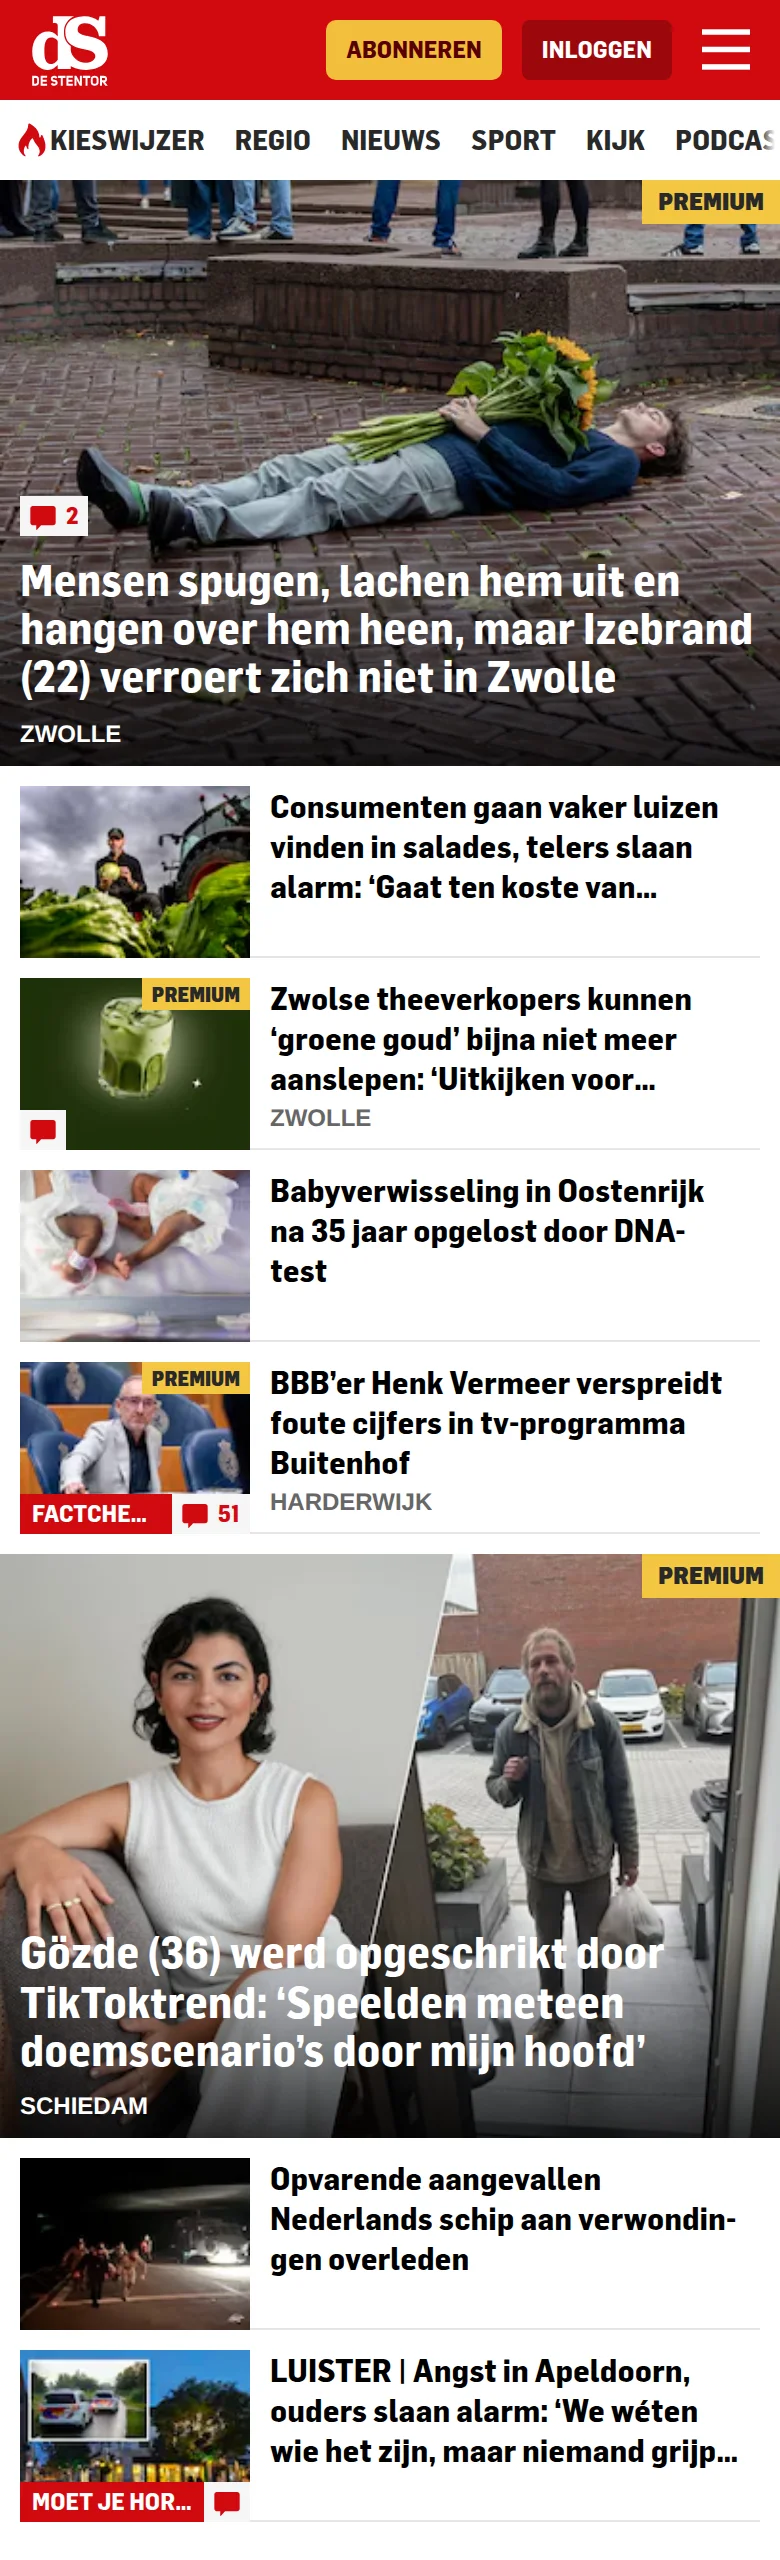 dS
DE STENTOR
ABONNEREN
INLOGGEN
KIESWIJZER REGIO NIEUWS SPORT KIJK PODCAS
PREMIUM
2
Mensen spugen, lachen hem uit en
hangen over hem heen, maar Izebrand
(22) verroert zich niet in Zwolle
ZWOLLE
Consumenten gaan vaker luizen
vinden in salades, telers slaan
alarm: ‘Gaat ten koste van...
PREMIUM
Zwolse theeverkopers kunnen
‘groene goud’ bijna niet meer
aanslepen: ‘Uitkijken voor...
ZWOLLE
Babyverwisseling in Oostenrijk
na 35 jaar opgelost door DNA-
test
PREMIUM
FACTCHE...
51
BBB’er Henk Vermeer verspreidt
foute cijfers in tv-programma
Buitenhof
HARDERWIJK
PREMIUM
Gözde (36) werd opgeschrikt door
TikToktrend: ‘Speelden meteen
doemscenario’s door mijn hoofd’
SCHIEDAM
Opvarende aangevallen
Nederlands schip aan verwondin-
gen overleden
MOET JE HOR...
LUISTER | Angst in Apeldoorn,
ouders slaan alarm: ‘We wéten
wie het zijn, maar niemand grijp...